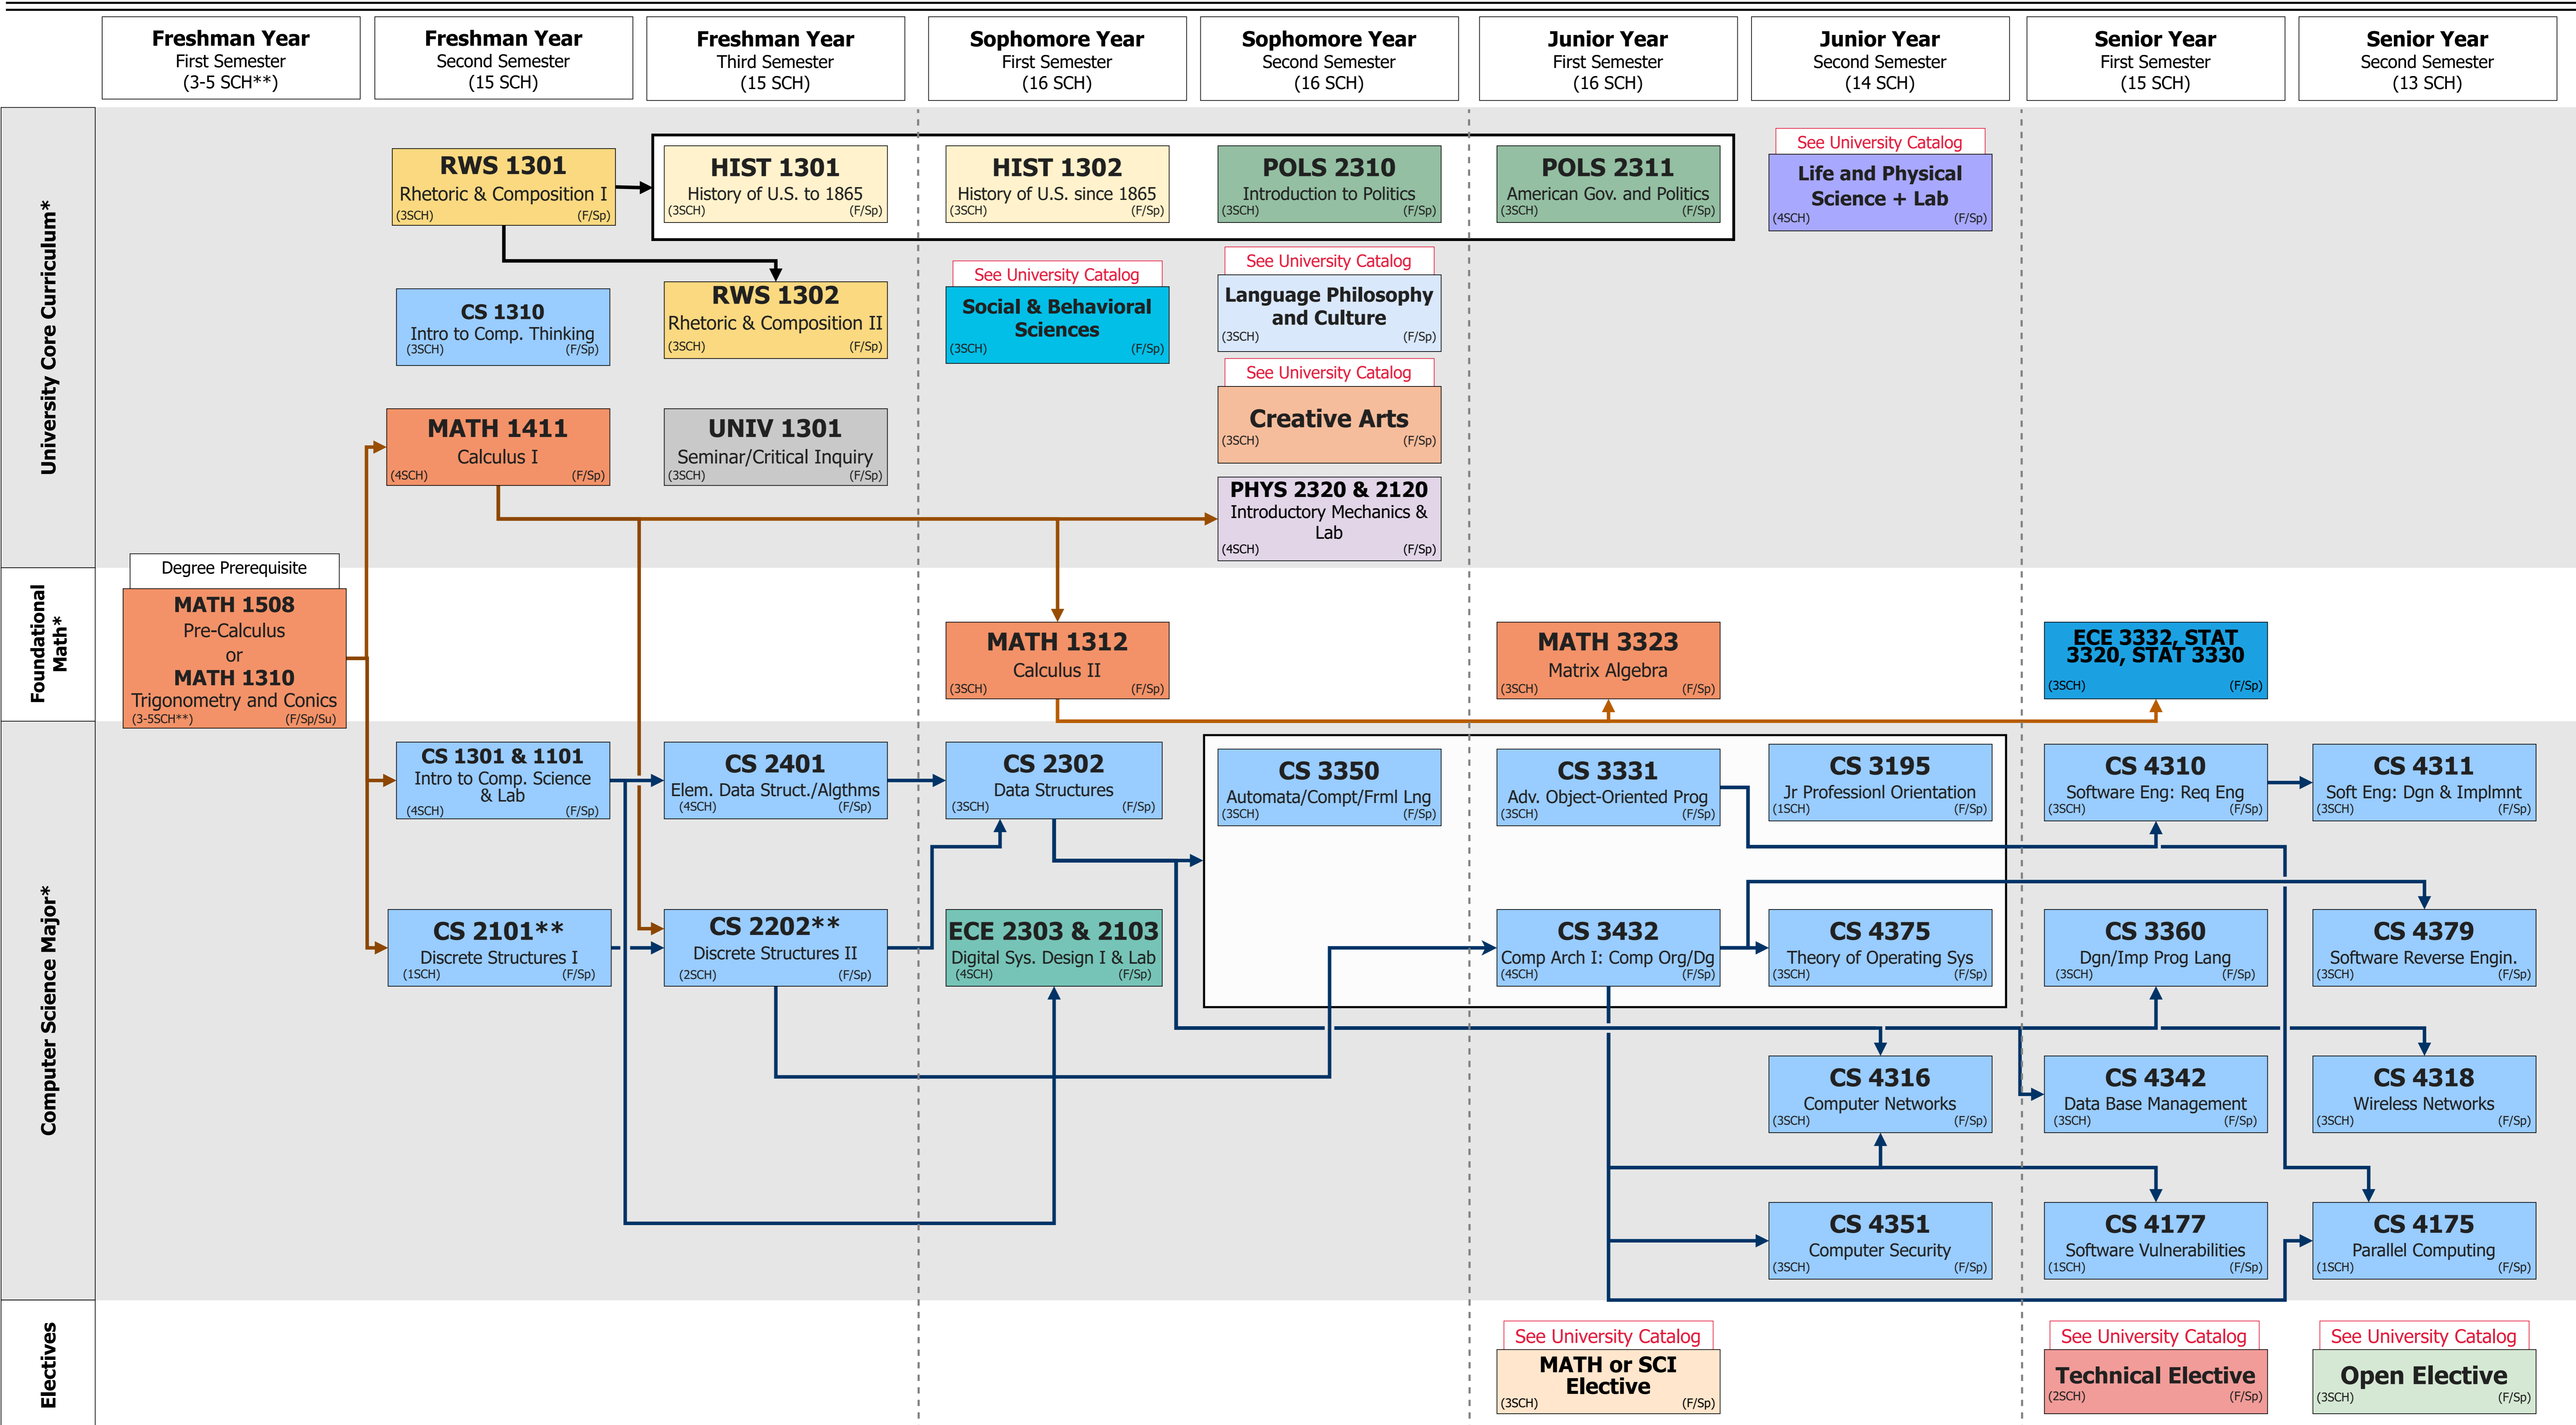 Freshman Year
First Semester
(3-5 SCH**)
Freshman Year
Second Semester
(15 SCH)
Freshman Year
Third Semester
(15 SCH)
Sophomore Year
First Semester
(16 SCH)
Sophomore Year
Second Semester
(16 SCH)
Junior Year
First Semester
(16 SCH)
Junior Year
Second Semester
(14 SCH)
Senior Year
First Semester
(15 SCH)
Senior Year
Second Semester
(13 SCH)
University Core Curriculum*
RWS 1301
Rhetoric & Composition I
(3SCH) (F/Sp)
HIST 1301
History of U.S. to 1865
(3SCH) (F/Sp)
HIST 1302
History of U.S. since 1865
(3SCH) (F/Sp)
POLS 2310
Introduction to Politics
(3SCH) (F/Sp)
POLS 2311
American Gov. and Politics
(3SCH) (F/Sp)
See University Catalog
Life and Physical
Science + Lab
(4SCH) (F/Sp)
CS 1310
Intro to Comp. Thinking
(3SCH) (F/Sp)
RWS 1302
Rhetoric & Composition II
(3SCH) (F/Sp)
See University Catalog
Social & Behavioral
Sciences
(3SCH) (F/Sp)
See University Catalog
Language Philosophy
and Culture
(3SCH) (F/Sp)
See University Catalog
Creative Arts
(3SCH) (F/Sp)
MATH 1411
Calculus I
(4SCH) (F/Sp)
UNIV 1301
Seminar/Critical Inquiry
(3SCH) (F/Sp)
PHYS 2320 & 2120
Introductory Mechanics &
Lab
(4SCH) (F/Sp)
Foundational
Math*
Degree Prerequisite
MATH 1508
Pre-Calculus
or
MATH 1310
Trigonometry and Conics
(3-5SCH**) (F/Sp/Su)
MATH 1312
Calculus II
(3SCH) (F/Sp)
MATH 3323
Matrix Algebra
(3SCH) (F/Sp)
ECE 3332, STAT
3320, STAT 3330
(3SCH) (F/Sp)
Computer Science Major*
CS 1301 & 1101
Intro to Comp. Science
& Lab
(4SCH) (F/Sp)
CS 2401
Elem. Data Struct./Algthms
(4SCH) (F/Sp)
CS 2302
Data Structures
(3SCH) (F/Sp)
CS 3350
Automata/Compt/Frml Lng
(3SCH) (F/Sp)
CS 3331
Adv. Object-Oriented Prog
(3SCH) (F/Sp)
CS 3195
Jr Professionl Orientation
(1SCH) (F/Sp)
CS 4310
Software Eng: Req Eng
(3SCH) (F/Sp)
CS 4311
Soft Eng: Dgn & Implmnt
(3SCH) (F/Sp)
CS 2101**
Discrete Structures I
(1SCH) (F/Sp)
CS 2202**
Discrete Structures II
(2SCH) (F/Sp)
ECE 2303 & 2103
Digital Sys. Design I & Lab
(4SCH) (F/Sp)
CS 3432
Comp Arch I: Comp Org/Dg
(4SCH) (F/Sp)
CS 4375
Theory of Operating Sys
(3SCH) (F/Sp)
CS 3360
Dgn/Imp Prog Lang
(3SCH) (F/Sp)
CS 4379
Software Reverse Engin.
(3SCH) (F/Sp)
CS 4316
Computer Networks
(3SCH) (F/Sp)
CS 4342
Data Base Management
(3SCH) (F/Sp)
CS 4318
Wireless Networks
(3SCH) (F/Sp)
CS 4351
Computer Security
(3SCH) (F/Sp)
CS 4177
Software Vulnerabilities
(1SCH) (F/Sp)
CS 4175
Parallel Computing
(1SCH) (F/Sp)
Electives
See University Catalog
MATH or SCI
Elective
(3SCH) (F/Sp)
See University Catalog
Technical Elective
(2SCH) (F/Sp)
See University Catalog
Open Elective
(3SCH) (F/Sp)